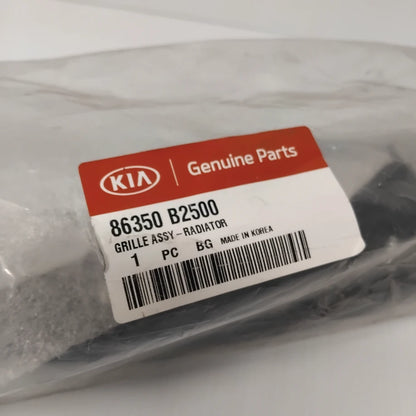 KIA Genuine Parts
86350 B2500
GRILLE ASSY-RADIATOR
1 PC BG MADE IN KOREA